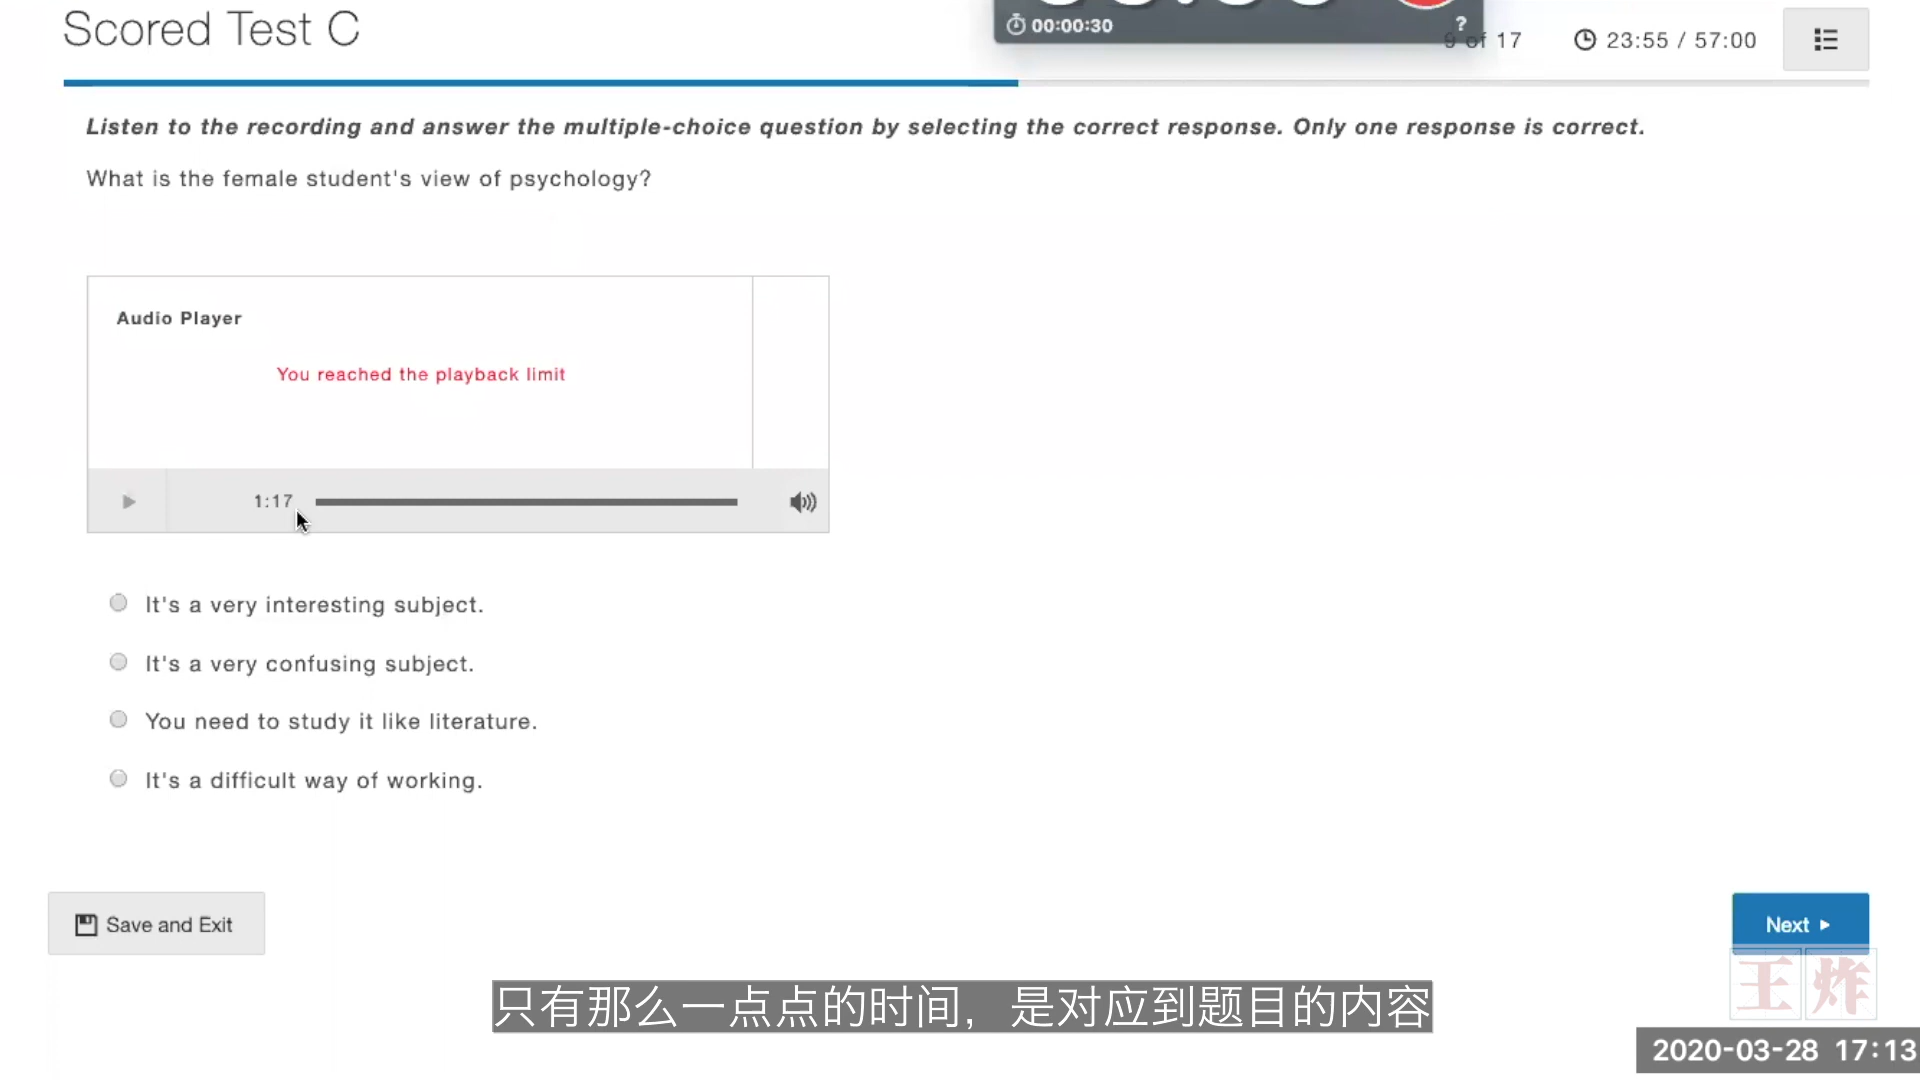 Scored Test C
00:00:30
?
9 of 17
23:55 / 57:00
Listen to the recording and answer the multiple-choice question by selecting the correct response. Only one response is correct.
What is the female student's view of psychology?
Audio Player
You reached the playback limit
1:17
It's a very interesting subject.
It's a very confusing subject.
You need to study it like literature.
It's a difficult way of working.
Save and Exit
Next
王炸
只有那么一点点的时间，是对应到题目的内容
2020-03-28 17:13